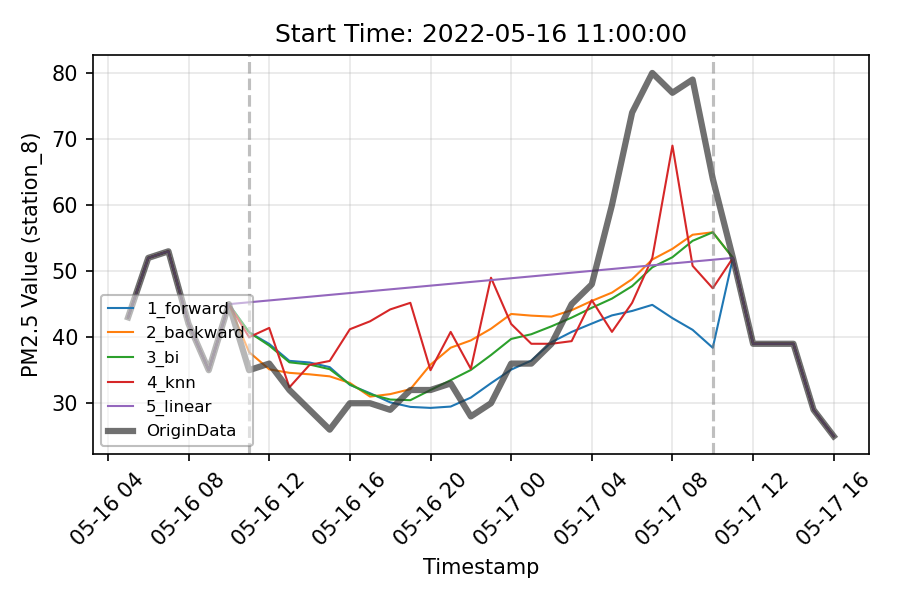 Start Time: 2022-05-16 11:00:00
PM2.5 Value (station_8)
80
70
60
50
40
30
1_forward
2_backward
3_bi
4_knn
5_linear
OriginData
05-16 04
05-16 08
05-16 12
05-16 16
05-16 20
05-17 00
05-17 04
05-17 08
05-17 12
05-17 16
Timestamp